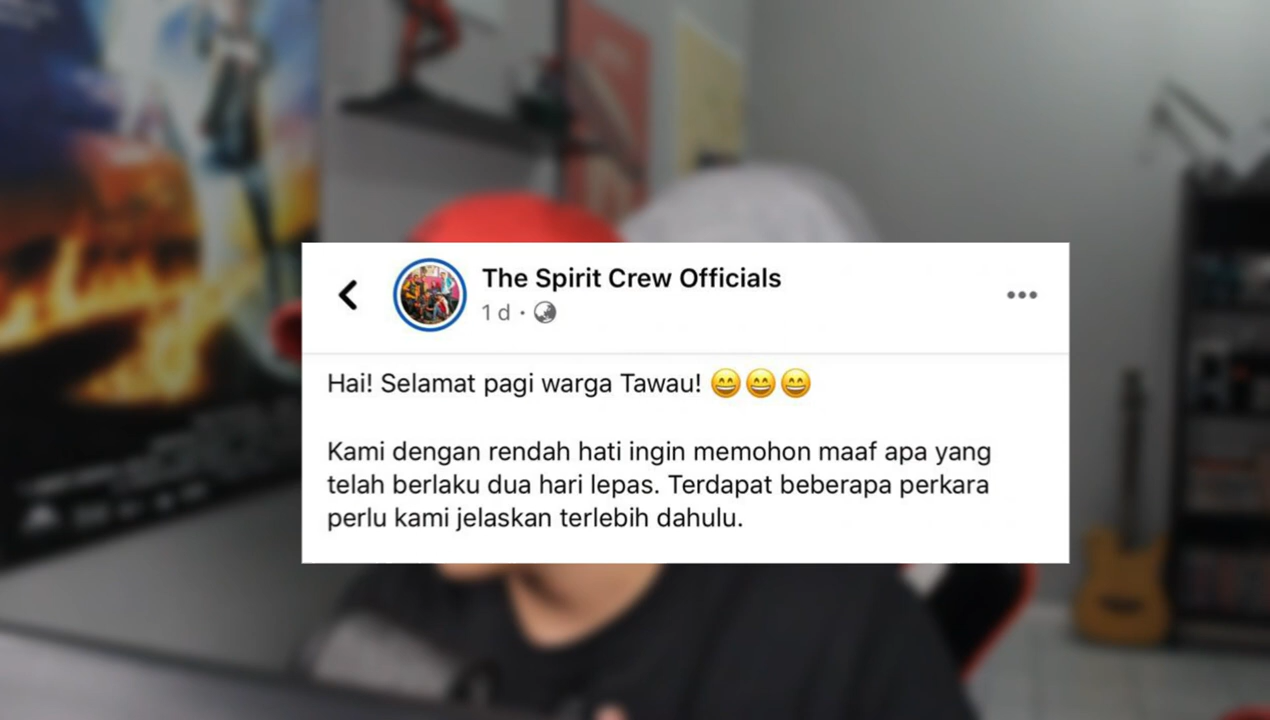 The Spirit Crew Officials
1 d ·
Hai! Selamat pagi warga Tawau! 😄😄😄
Kami dengan rendah hati ingin memohon maaf apa yang
telah berlaku dua hari lepas. Terdapat beberapa perkara
perlu kami jelaskan terlebih dahulu.